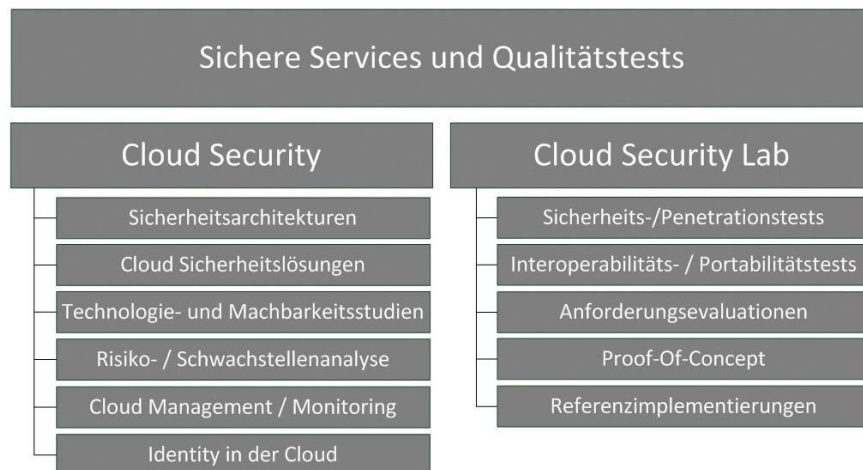 Sichere Services und Qualitätstests
Cloud Security
Sicherheitsarchitekturen
Cloud Sicherheitslösungen
Technologie- und Machbarkeitsstudien
Risiko- / Schwachstellenanalyse
Cloud Management / Monitoring
Identity in der Cloud
Cloud Security Lab
Sicherheits-/Penetrationstests
Interoperabilitäts- / Portabilitätstests
Anforderungsevaluationen
Proof-Of-Concept
Referenzimplementierungen